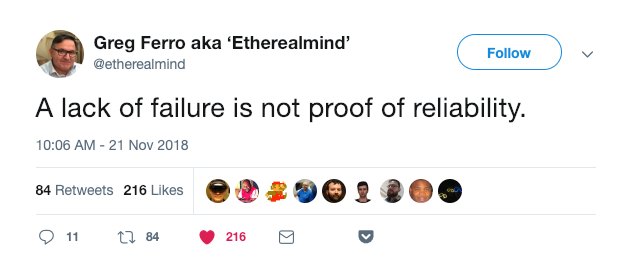 Greg Ferro aka ‘Etherealmind’
@etherealmind
Follow
A lack of failure is not proof of reliability.
10:06 AM - 21 Nov 2018
84 Retweets 216 Likes
11 84 216